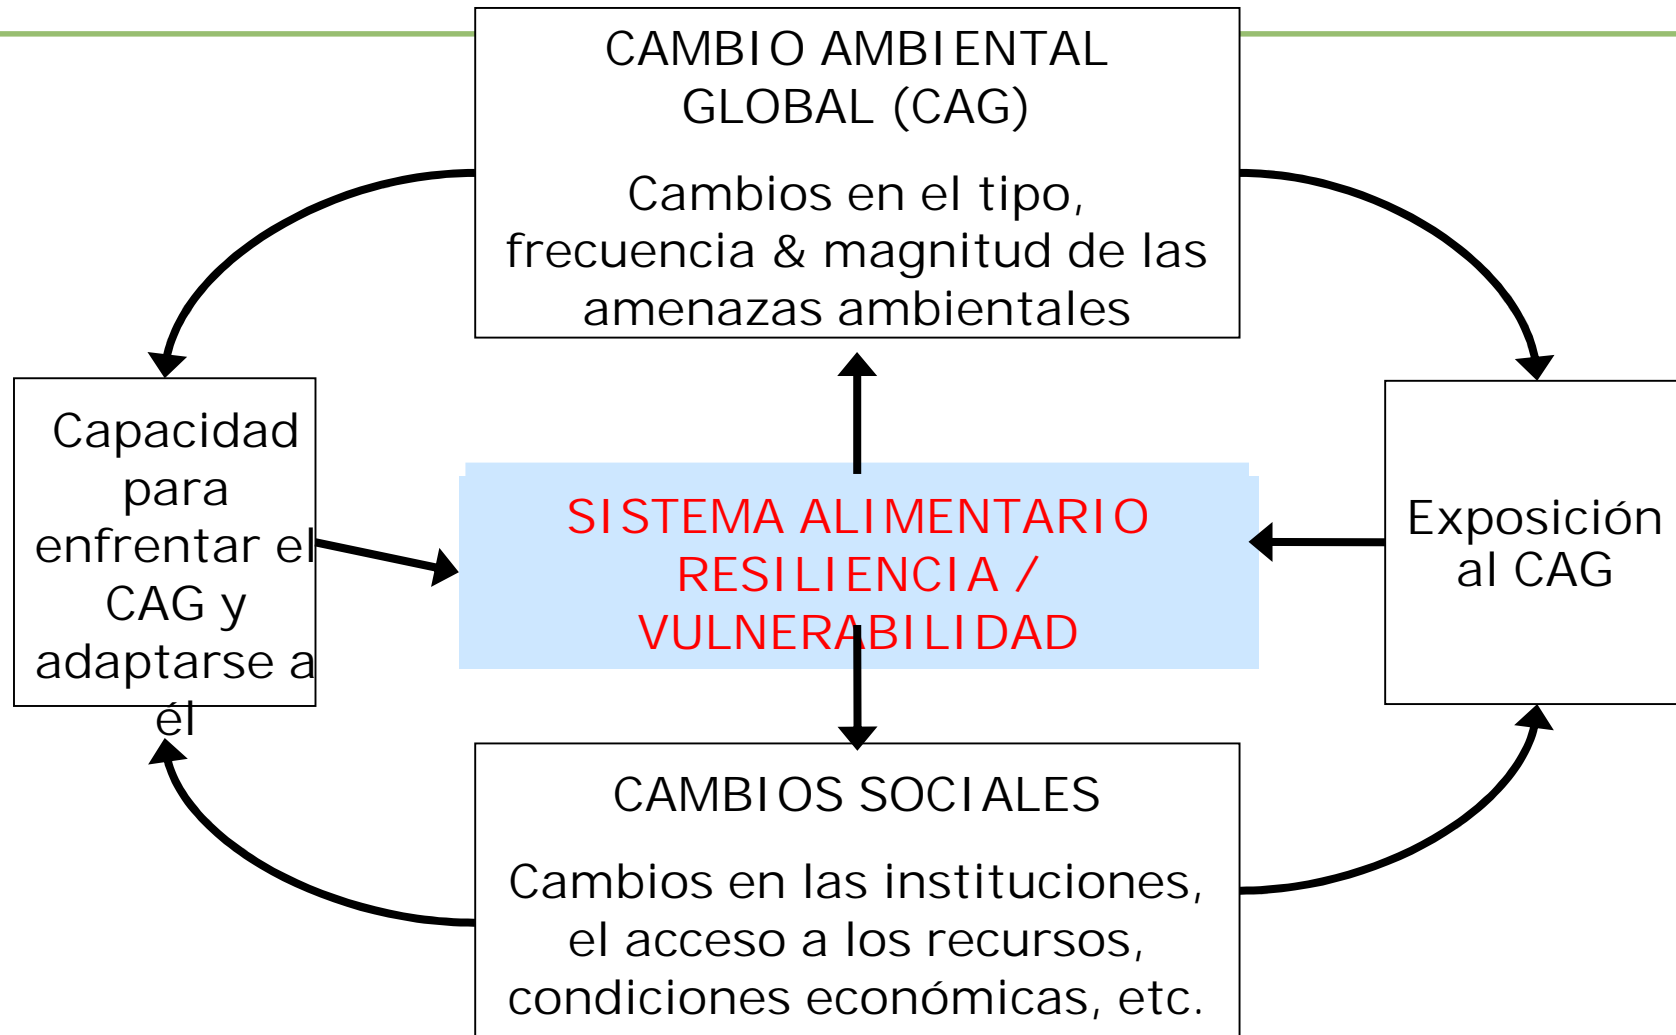 CAMBIO AMBIENTAL
GLOBAL (CAG)
Cambios en el tipo,
frecuencia & magnitud de las
amenazas ambientales
Capacidad
para
enfrentar el
CAG y
adaptarse a
él
SISTEMA ALIMENTARIO
RESILIENCIA /
VULNERABILIDAD
Exposición
al CAG
CAMBIOS SOCIALES
Cambios en las instituciones,
el acceso a los recursos,
condiciones económicas, etc.